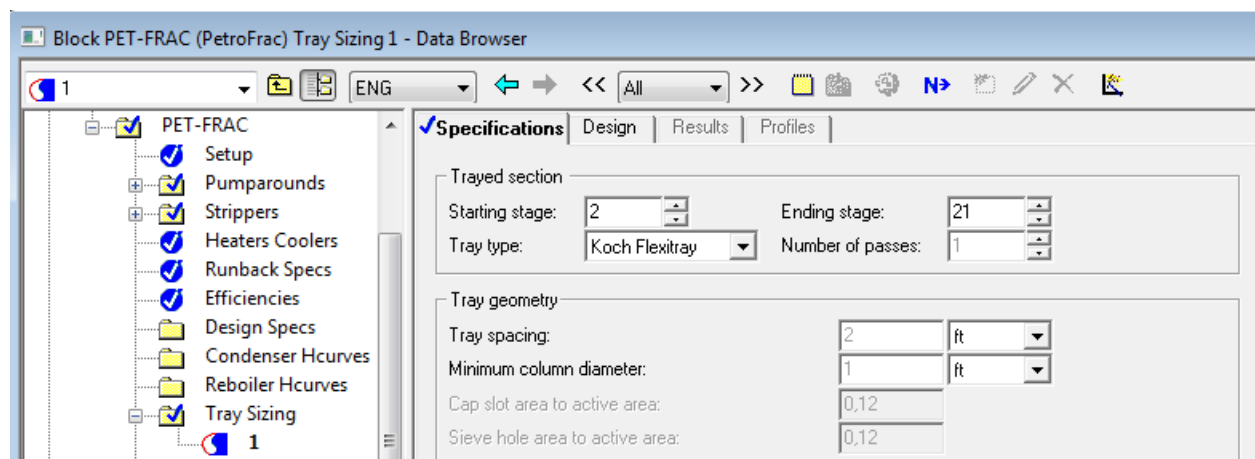 Block PET-FRAC (PetroFrac) Tray Sizing 1 - Data Browser
1 ENG << All >> N
PET-FRAC
Setup
Pumparounds
Strippers
Heaters Coolers
Runback Specs
Efficiencies
Design Specs
Condenser Hcurves
Reboiler Hcurves
Tray Sizing
1
Specifications Design Results Profiles
Trayed section
Starting stage: 2 Ending stage: 21
Tray type: Koch Flexitray Number of passes: 1
Tray geometry
Tray spacing: 2 ft
Minimum column diameter: 1 ft
Cap slot area to active area: 0,12
Sieve hole area to active area: 0,12